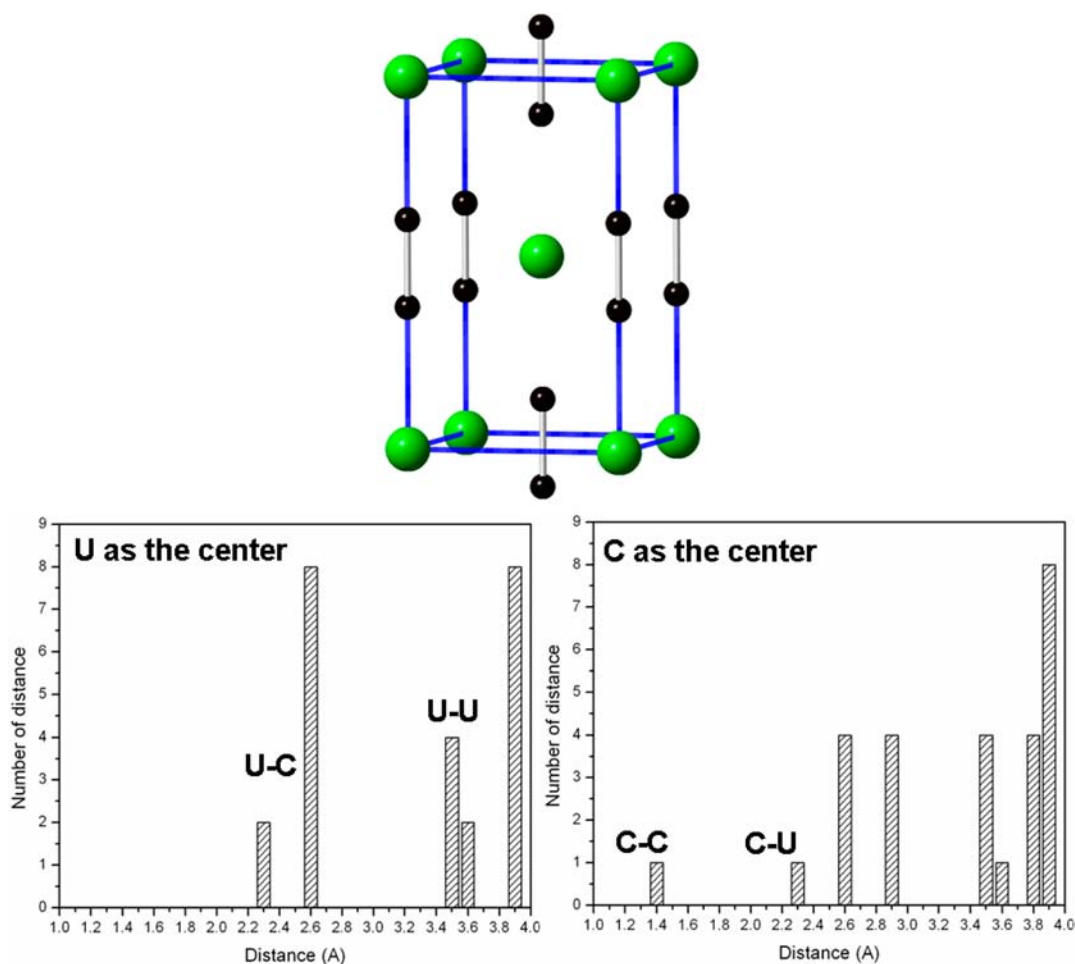 U as the center
Number of distance
9
8
7
6
5
4
3
2
1
0
U-C
U-U
1.0 1.2 1.4 1.6 1.8 2.0 2.2 2.4 2.6 2.8 3.0 3.2 3.4 3.6 3.8 4.0
Distance (A)
C as the center
Number of distance
9
8
7
6
5
4
3
2
1
0
C-C
C-U
1.0 1.2 1.4 1.6 1.8 2.0 2.2 2.4 2.6 2.8 3.0 3.2 3.4 3.6 3.8 4.0
Distance (A)